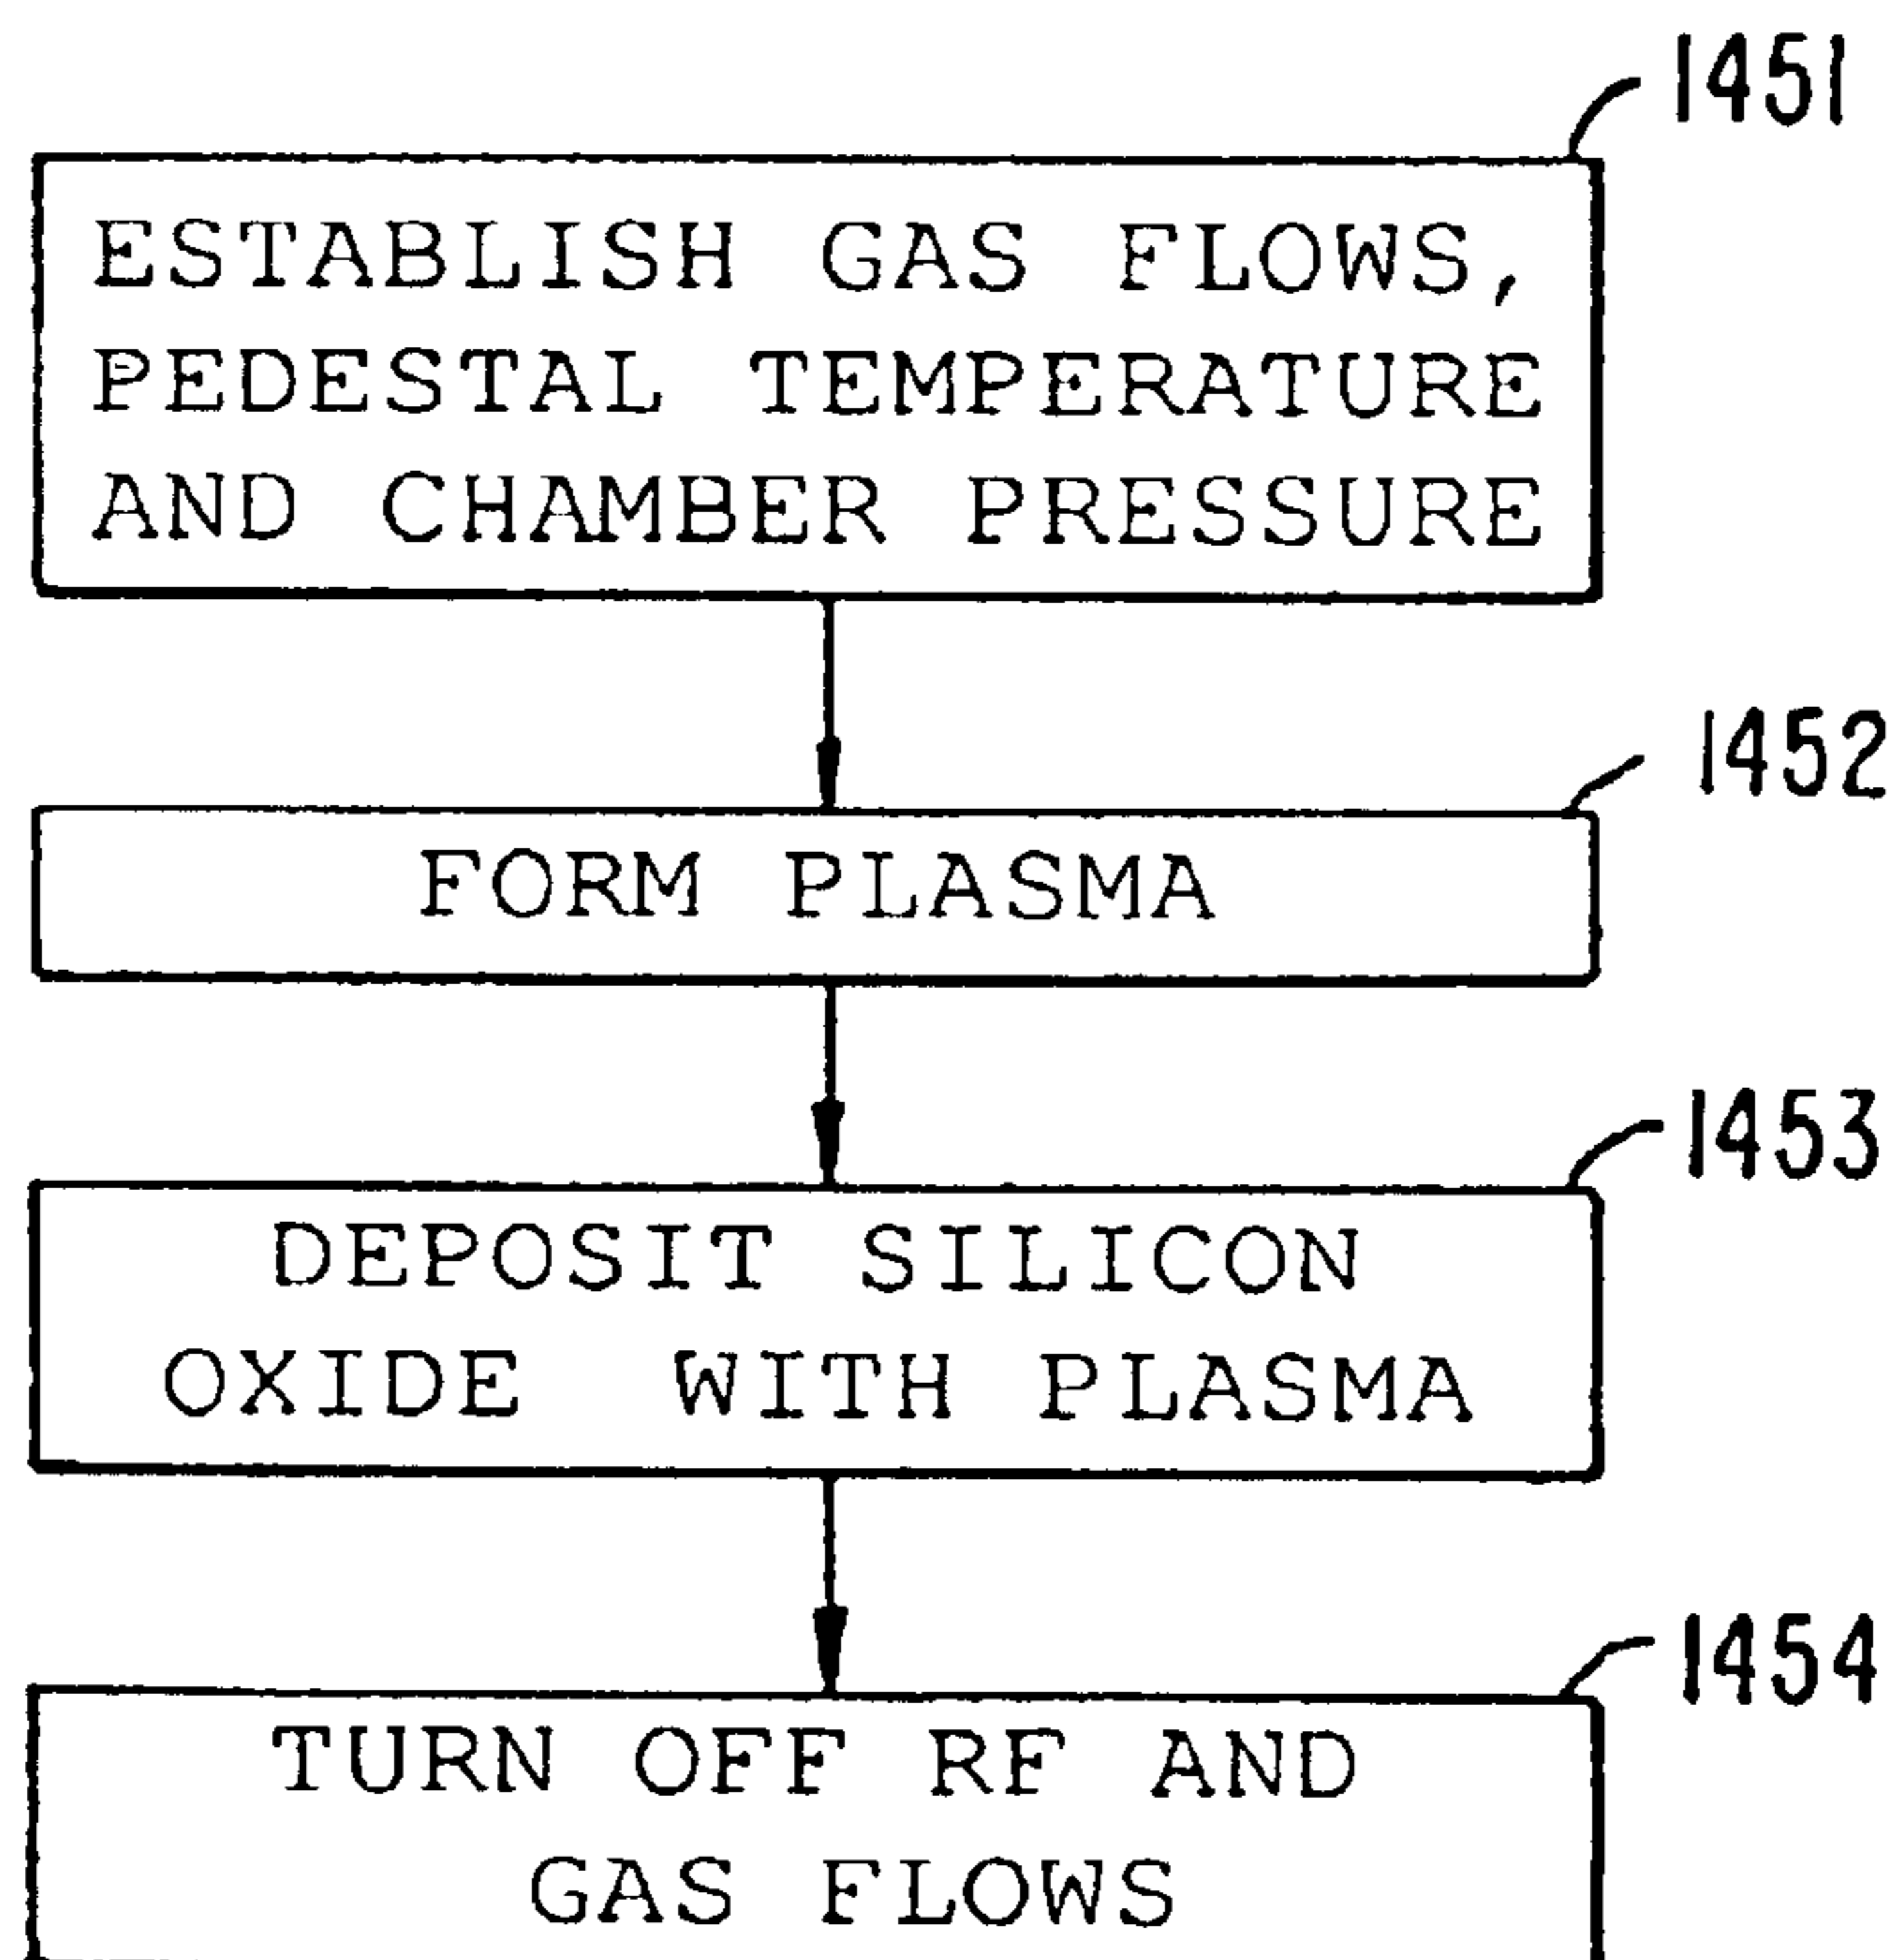 1451
ESTABLISH GAS FLOWS,
PEDESTAL TEMPERATURE
AND CHAMBER PRESSURE
1452
FORM PLASMA
1453
DEPOSIT SILICON
OXIDE WITH PLASMA
1454
TURN OFF RF AND
GAS FLOWS